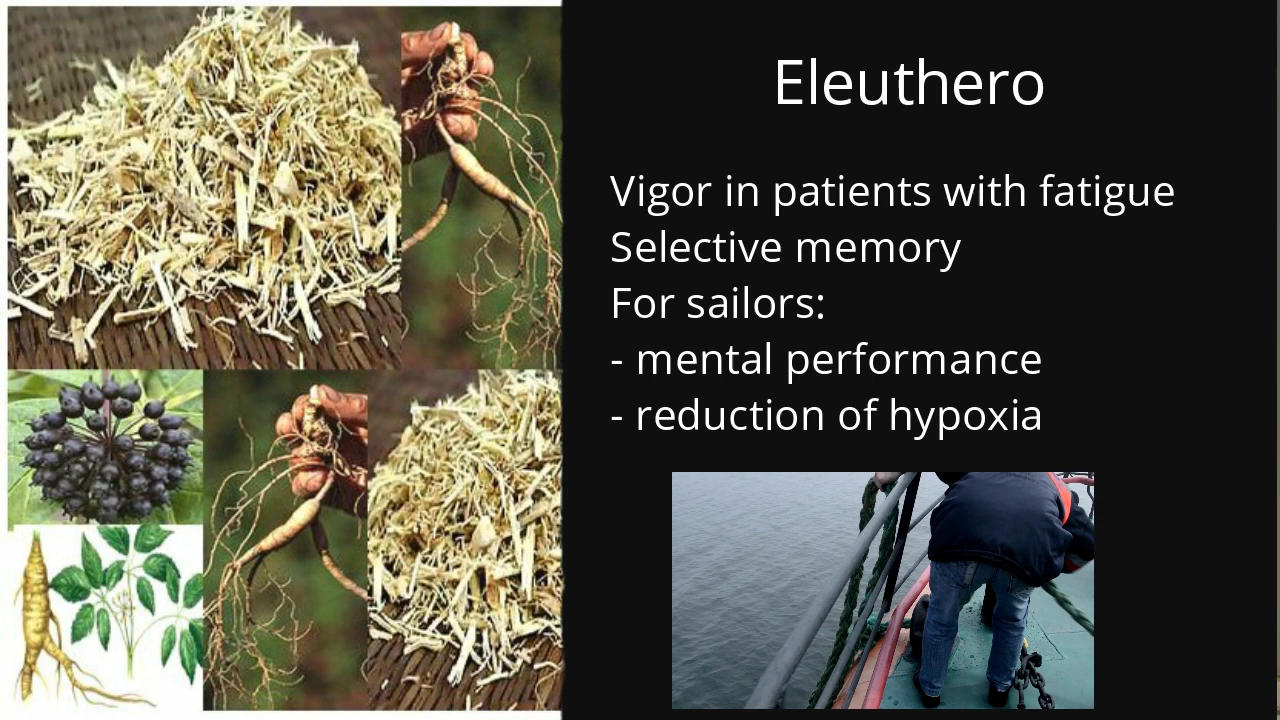 Eleuthero
Vigor in patients with fatigue
Selective memory
For sailors:
- mental performance
- reduction of hypoxia